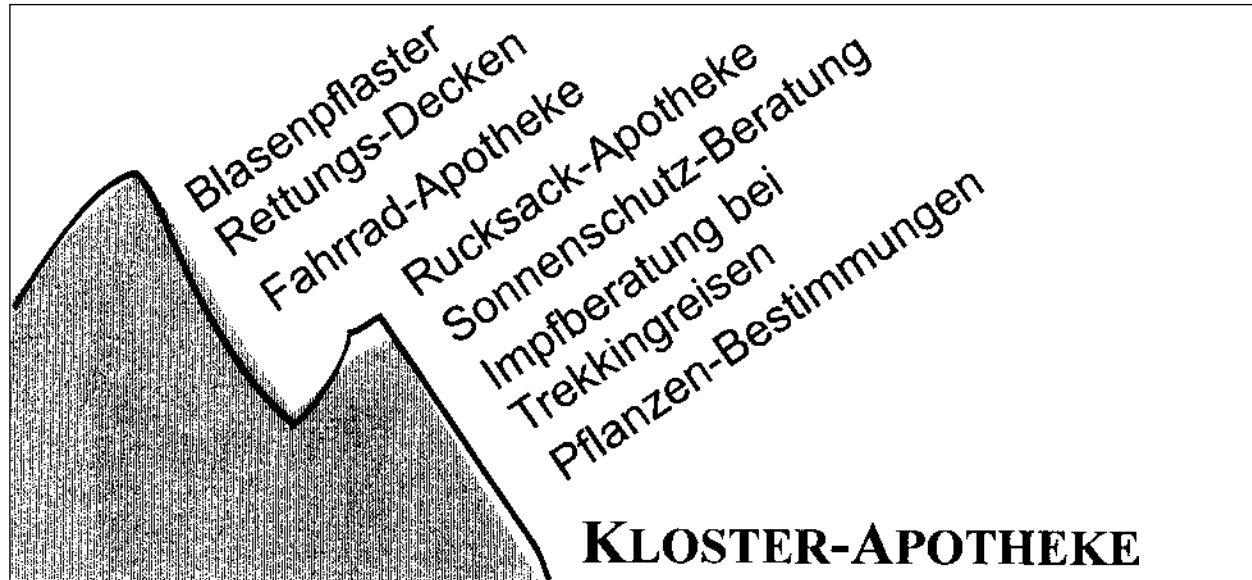 Blasenpflaster
Rettungs-Decken
Fahrrad-Apotheke
Rucksack-Apotheke
Sonnenschutz-Beratung
Impfberatung bei
Trekkingreisen
Pflanzen-Bestimmungen
KLOSTER-APOTHEKE